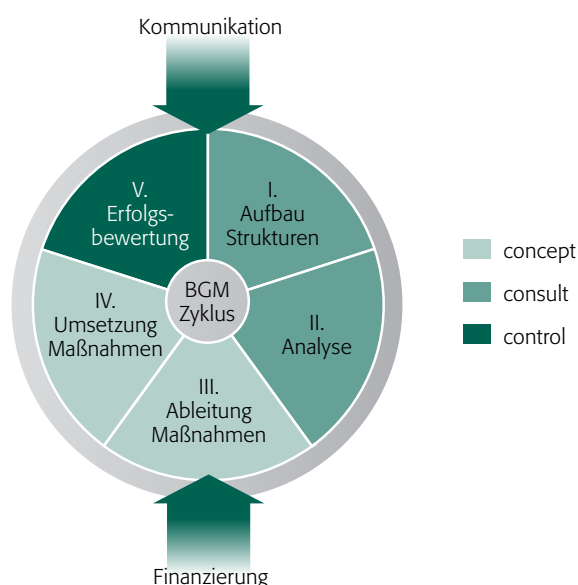 Kommunikation
V.
Erfolgs-
bewertung
I.
Aufbau
Strukturen
IV.
Umsetzung
Maßnahmen
BGM
Zyklus
II.
Analyse
III.
Ableitung
Maßnahmen
Finanzierung
concept
consult
control